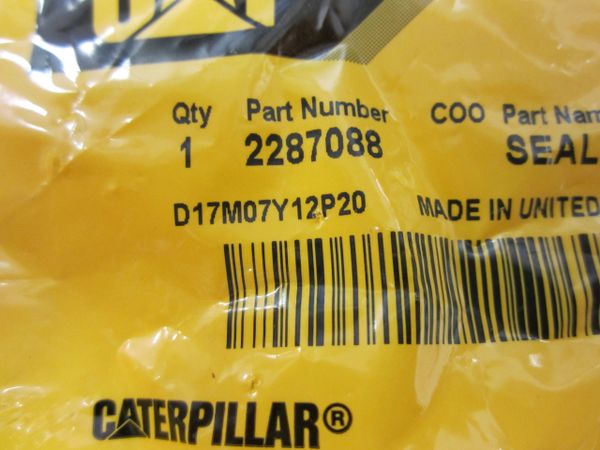 Qty Part Number COO Part Nam
1 2287088 SEAL
D17M07Y12P20 MADE IN UNITED
CATERPILLAR®